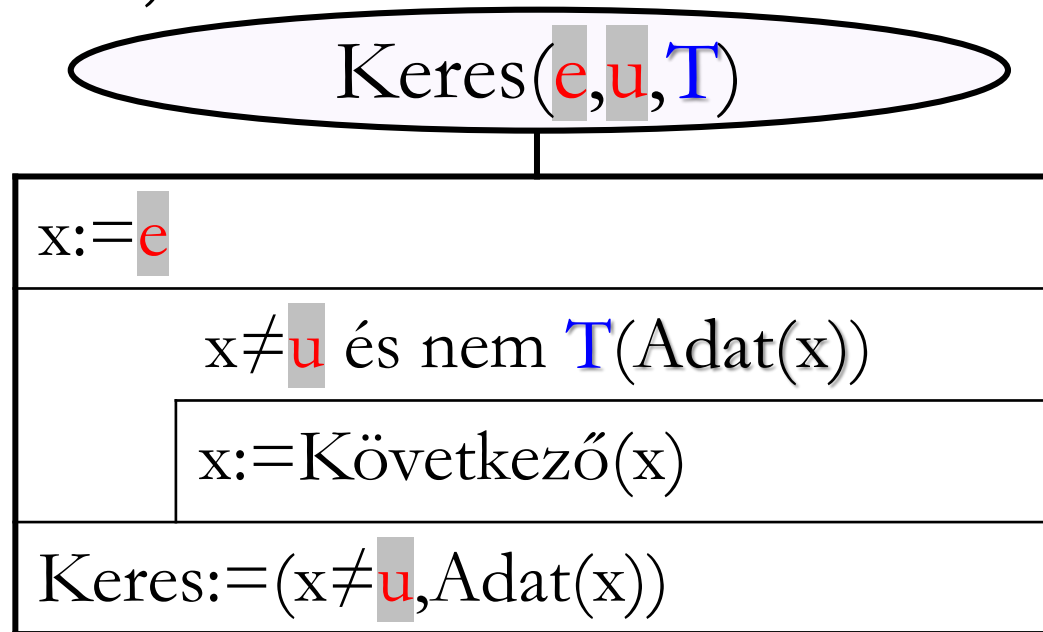 Keres(e,u,T)
x:=e
x≠u és nem T(Adat(x))
x:=Következő(x)
Keres:=(x≠u,Adat(x))